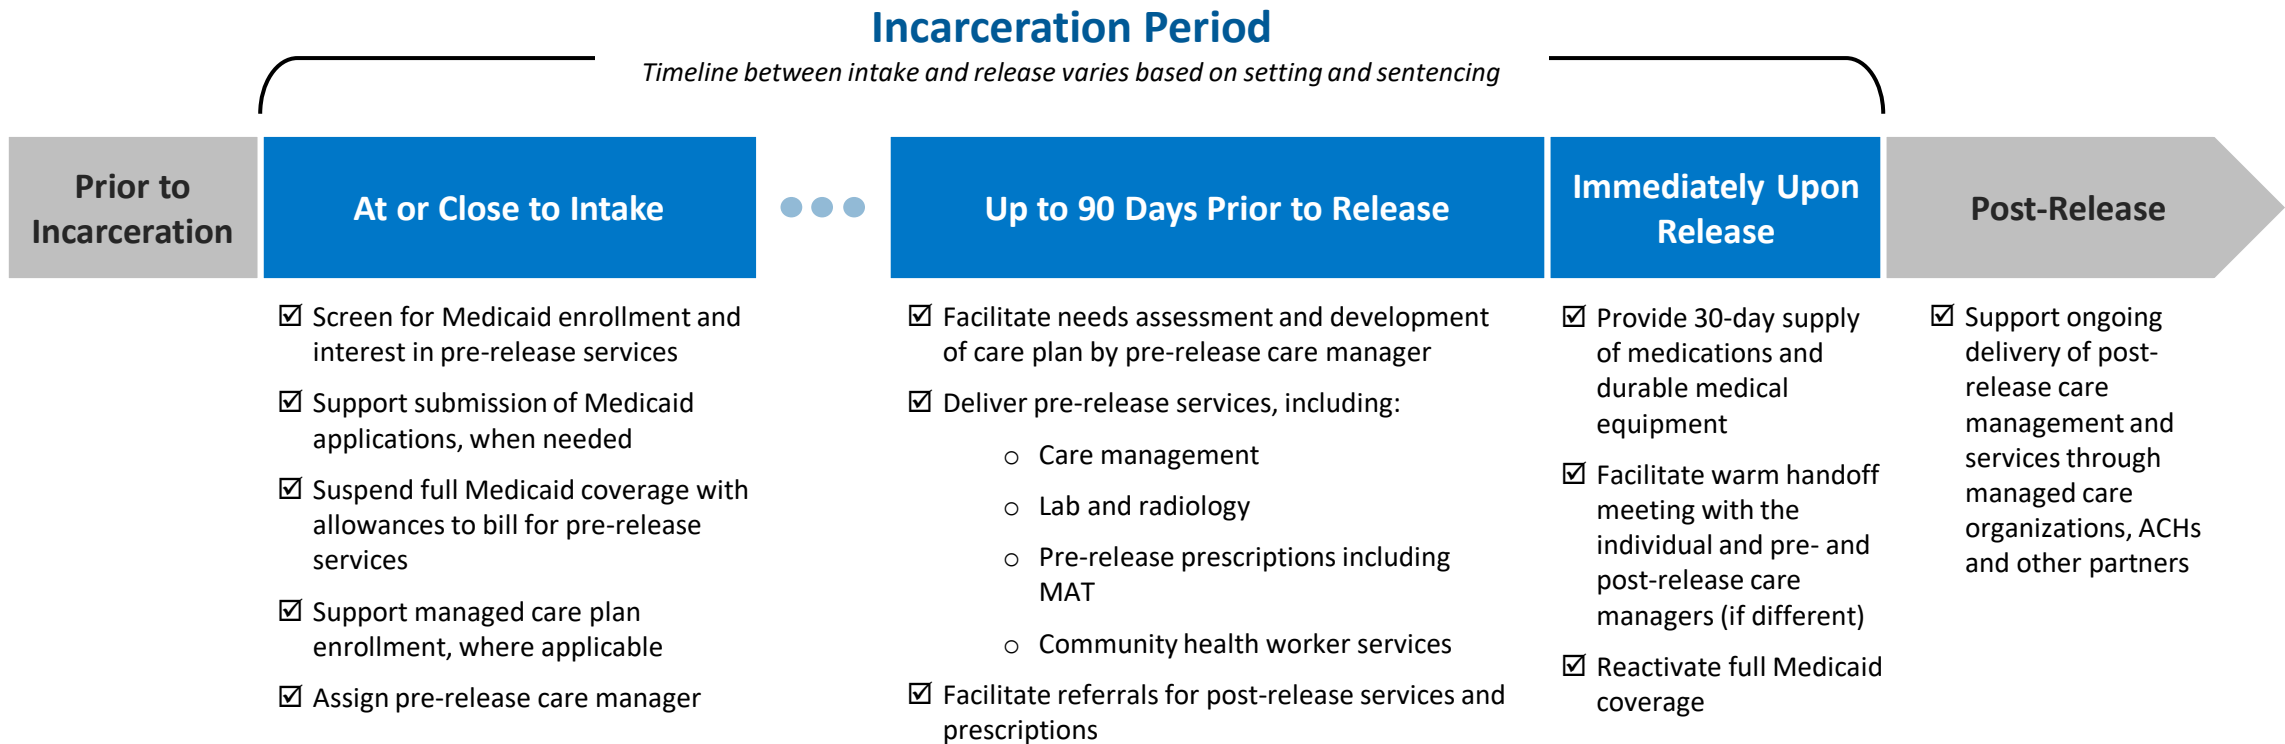 Incarceration Period
Timeline between intake and release varies based on setting and sentencing
Prior to
Incarceration
At or Close to Intake
Up to 90 Days Prior to Release
Immediately Upon
Release
Post-Release
☑ Screen for Medicaid enrollment and
interest in pre-release services
☑ Support submission of Medicaid
applications, when needed
☑ Suspend full Medicaid coverage with
allowances to bill for pre-release
services
☑ Support managed care plan
enrollment, where applicable
☑ Assign pre-release care manager
☑ Facilitate needs assessment and development
of care plan by pre-release care manager
☑ Deliver pre-release services, including:
o Care management
o Lab and radiology
o Pre-release prescriptions including
MAT
o Community health worker services
☑ Facilitate referrals for post-release services and
prescriptions
☑ Provide 30-day supply
of medications and
durable medical
equipment
☑ Facilitate warm handoff
meeting with the
individual and pre- and
post-release care
managers (if different)
☑ Reactivate full Medicaid
coverage
☑ Support ongoing
delivery of post-
release care
management and
services through
managed care
organizations, ACHs
and other partners